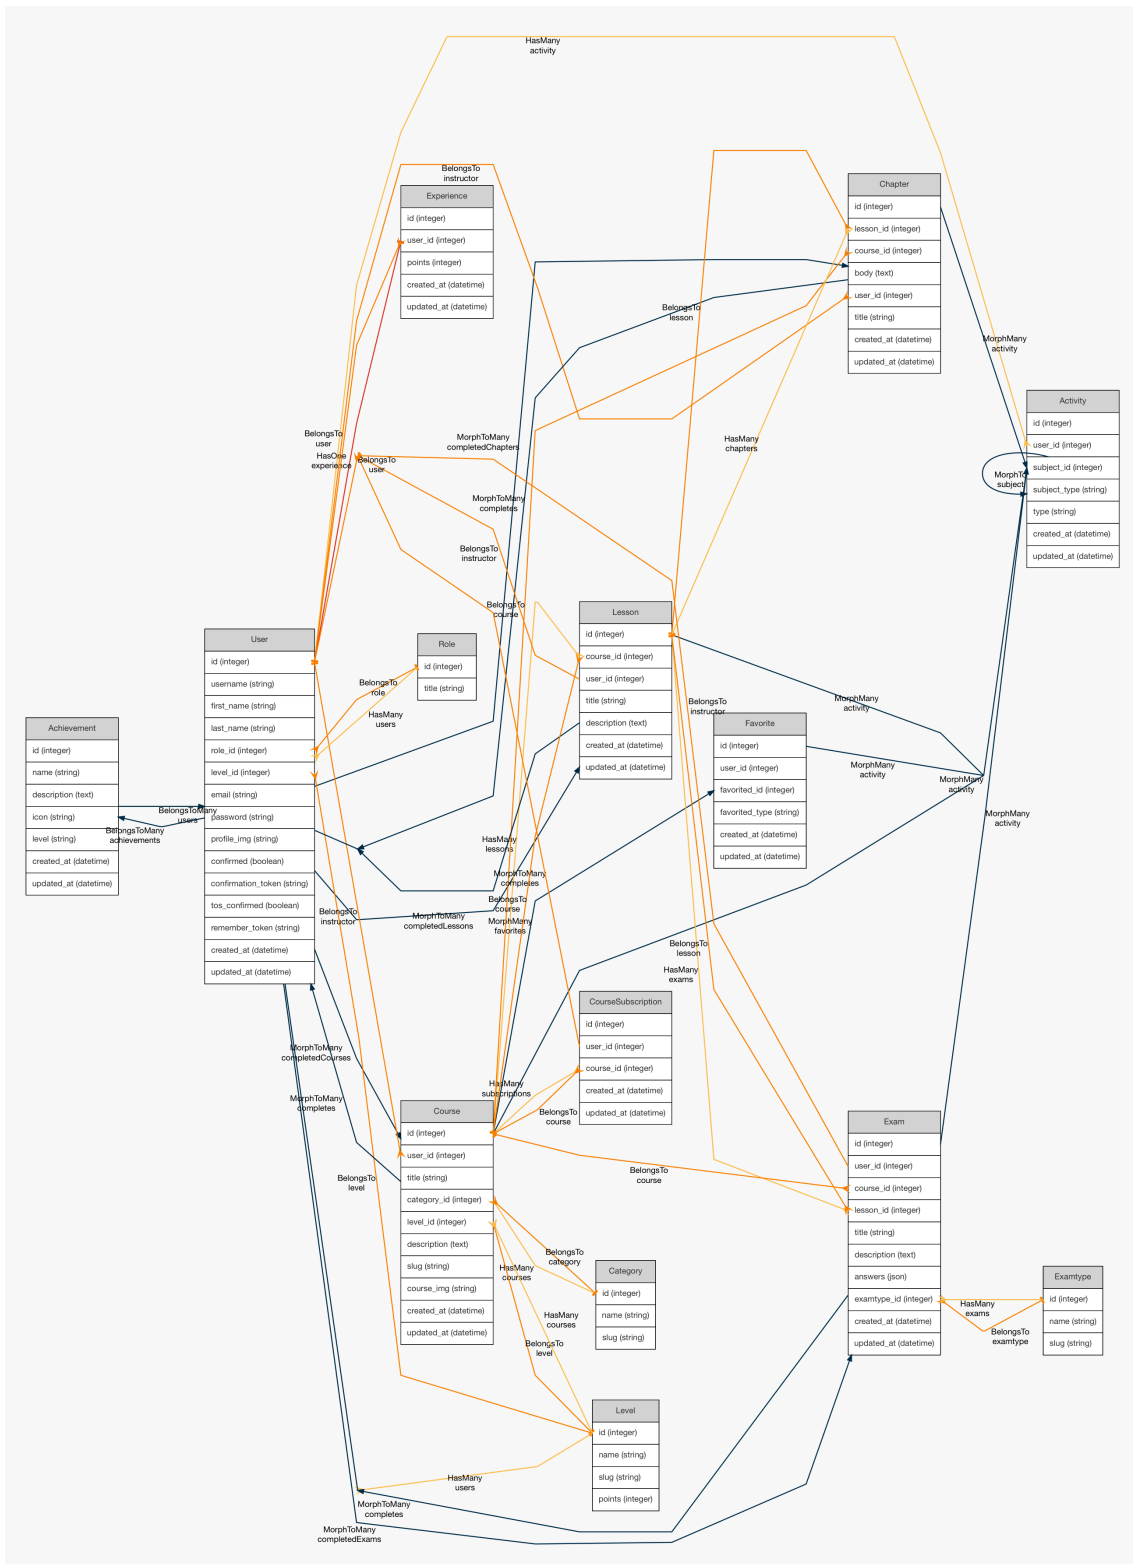 HasMany
activity
BelongsTo
instructor
Experience
id (integer)
user_id (integer)
points (integer)
created_at (datetime)
updated_at (datetime)
Chapter
id (integer)
lesson_id (integer)
course_id (integer)
body (text)
user_id (integer)
title (string)
created_at (datetime)
updated_at (datetime)
BelongsTo
lesson
MorphMany
activity
Activity
id (integer)
user_id (integer)
subject_id (integer)
subject_type (string)
type (string)
created_at (datetime)
updated_at (datetime)
MorphTo
subject
BelongsTo
user
HasOne
experience
BelongsTo
user
MorphToMany
completedChapters
HasMany
chapters
MorphToMany
completes
BelongsTo
instructor
BelongsTo
course
User
id (integer)
username (string)
first_name (string)
last_name (string)
role_id (integer)
level_id (integer)
email (string)
password (string)
profile_img (string)
confirmed (boolean)
confirmation_token (string)
tos_confirmed (boolean)
remember_token (string)
created_at (datetime)
updated_at (datetime)
Role
id (integer)
title (string)
BelongsTo
role
HasMany
users
Lesson
id (integer)
course_id (integer)
user_id (integer)
title (string)
description (text)
created_at (datetime)
updated_at (datetime)
BelongsTo
instructor
MorphMany
activity
Favorite
id (integer)
user_id (integer)
favorited_id (integer)
favorited_type (string)
created_at (datetime)
updated_at (datetime)
MorphMany
activity
MorphMany
activity
MorphMany
activity
Achievement
id (integer)
name (string)
description (text)
icon (string)
level (string)
created_at (datetime)
updated_at (datetime)
BelongsToMany
users
BelongsToMany
achievements
HasMany
lessons
MorphToMany
completes
BelongsTo
course
MorphMany
favorites
MorphToMany
completedLessons
BelongsTo
instructor
BelongsTo
lesson
HasMany
exams
CourseSubscription
id (integer)
user_id (integer)
course_id (integer)
created_at (datetime)
updated_at (datetime)
MorphToMany
completedCourses
MorphToMany
completes
HasMany
subscriptions
BelongsTo
course
Course
id (integer)
user_id (integer)
title (string)
category_id (integer)
level_id (integer)
description (text)
slug (string)
course_img (string)
created_at (datetime)
updated_at (datetime)
BelongsTo
level
BelongsTo
course
Exam
id (integer)
user_id (integer)
course_id (integer)
lesson_id (integer)
title (string)
description (text)
answers (json)
examtype_id (integer)
created_at (datetime)
updated_at (datetime)
BelongsTo
category
HasMany
courses
Category
id (integer)
name (string)
slug (string)
HasMany
courses
BelongsTo
level
HasMany
exams
BelongsTo
examtype
Examtype
id (integer)
name (string)
slug (string)
Level
id (integer)
name (string)
slug (string)
points (integer)
HasMany
users
MorphToMany
completes
MorphToMany
completedExams